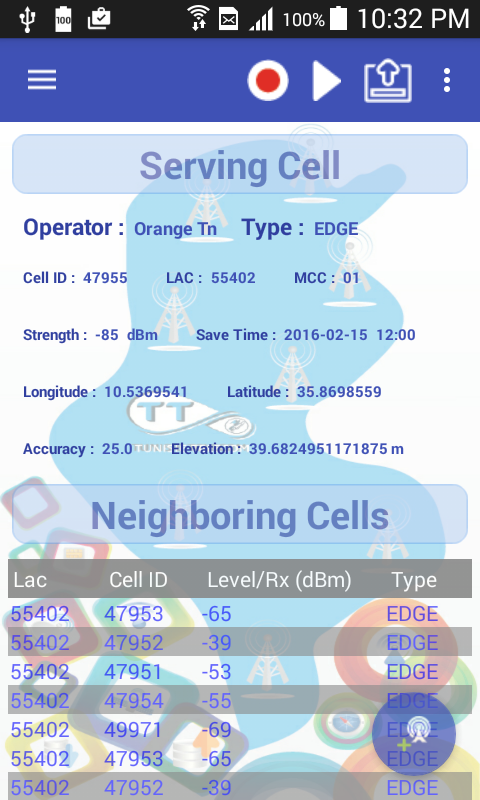 100 100% 10:32 PM
Serving Cell
Operator : Orange Tn Type : EDGE
Cell ID : 47955 LAC : 55402 MCC : 01
Strength : -85 dBm Save Time : 2016-02-15 12:00
Longitude : 10.5369541 Latitude : 35.8698559
TT
Accuracy : 25.0 Elevation : 39.6824951171875 m
Neighboring Cells
Lac Cell ID Level/Rx (dBm) Type
55402 47953 -65 EDGE
55402 47952 -39 EDGE
55402 47951 -53 EDGE
55402 47954 -55 EDGE
55402 49971 -69 EDGE
55402 47953 -65 EDGE
55402 47952 -39 EDGE